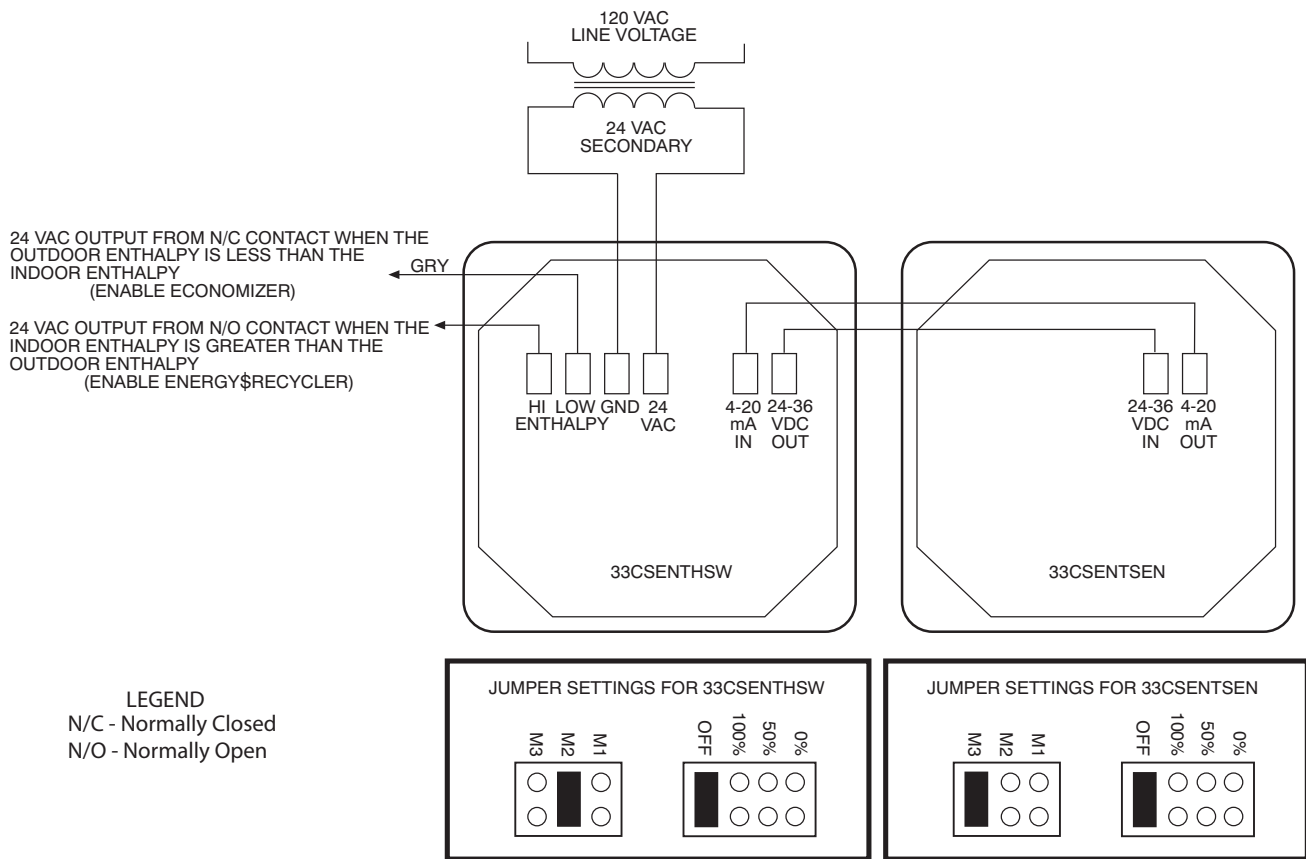 120 VAC
LINE VOLTAGE
24 VAC
SECONDARY
24 VAC OUTPUT FROM N/C CONTACT WHEN THE
OUTDOOR ENTHALPY IS LESS THAN THE
INDOOR ENTHALPY
(ENABLE ECONOMIZER)
GRY
24 VAC OUTPUT FROM N/O CONTACT WHEN THE
INDOOR ENTHALPY IS GREATER THAN THE
OUTDOOR ENTHALPY
(ENABLE ENERGY$RECYCLER)
HI LOW GND 24
ENTHALPY VAC
4-20 24-36
mA VDC
IN OUT
24-36 4-20
VDC mA
IN OUT
33CSENTHSW
33CSENTSEN
LEGEND
N/C - Normally Closed
N/O - Normally Open
JUMPER SETTINGS FOR 33CSENTHSW
M3 M2 M1
OFF 100% 50% 0%
JUMPER SETTINGS FOR 33CSENTSEN
M3 M2 M1
OFF 100% 50% 0%